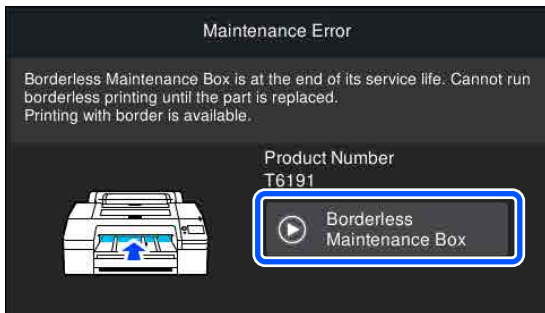 Maintenance Error
Borderless Maintenance Box is at the end of its service life. Cannot run
borderless printing until the part is replaced.
Printing with border is available.
Product Number
T6191
Borderless
Maintenance Box